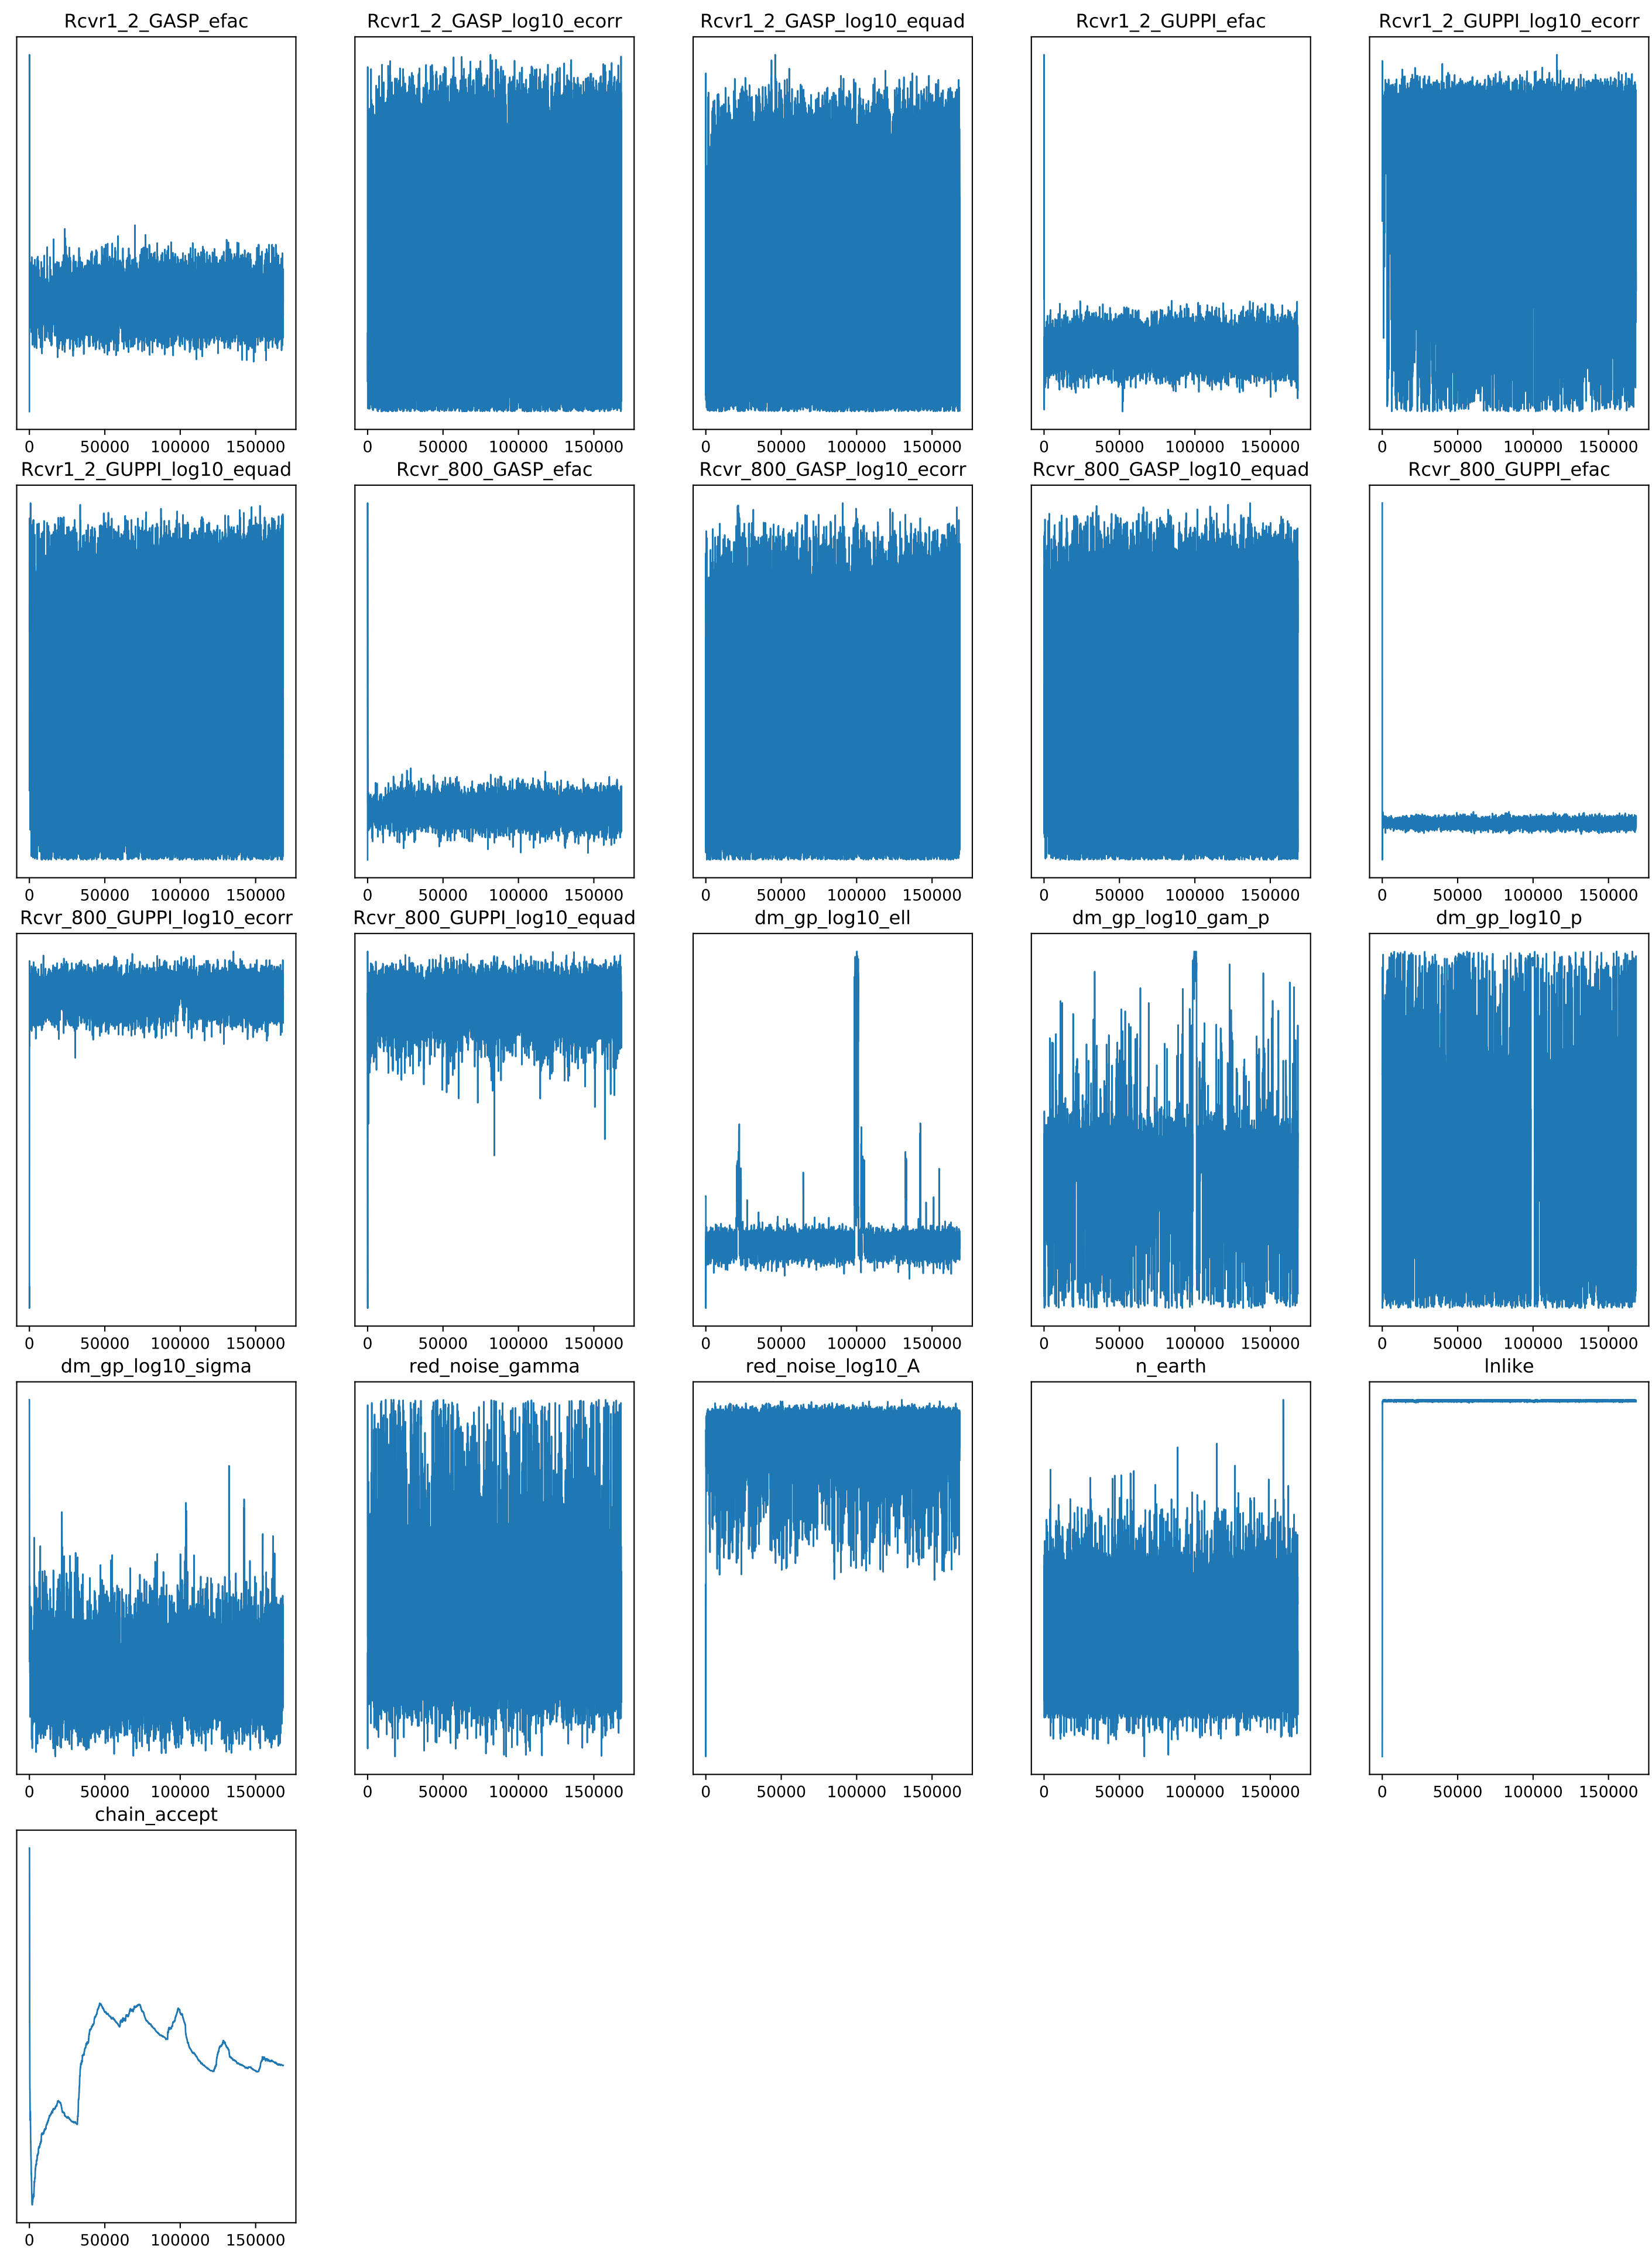 Rcvr1_2_GASP_efac Rcvr1_2_GASP_log10_ecorr Rcvr1_2_GASP_log10_equad Rcvr1_2_GUPPI_efac Rcvr1_2_GUPPI_log10_ecorr
0 50000 100000 150000 0 50000 100000 150000 0 50000 100000 150000 0 50000 100000 150000 0 50000 100000 150000
Rcvr1_2_GUPPI_log10_equad Rcvr_800_GASP_efac Rcvr_800_GASP_log10_ecorr Rcvr_800_GASP_log10_equad Rcvr_800_GUPPI_efac
0 50000 100000 150000 0 50000 100000 150000 0 50000 100000 150000 0 50000 100000 150000 0 50000 100000 150000
Rcvr_800_GUPPI_log10_ecorr Rcvr_800_GUPPI_log10_equad dm_gp_log10_ell dm_gp_log10_gam_p dm_gp_log10_p
0 50000 100000 150000 0 50000 100000 150000 0 50000 100000 150000 0 50000 100000 150000 0 50000 100000 150000
dm_gp_log10_sigma red_noise_gamma red_noise_log10_A n_earth lnlike
0 50000 100000 150000 0 50000 100000 150000 0 50000 100000 150000 0 50000 100000 150000 0 50000 100000 150000
chain_accept
0 50000 100000 150000